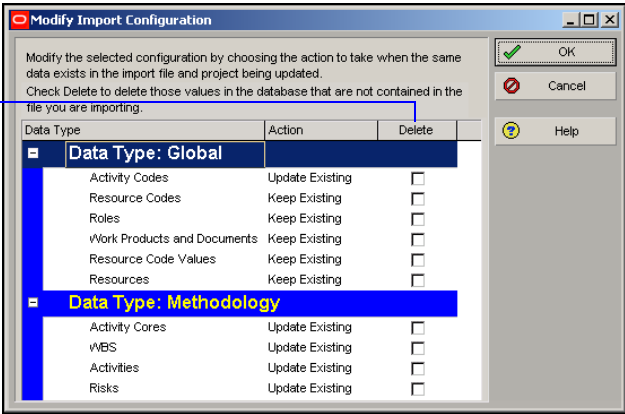 Modify Import Configuration
Modify the selected configuration by choosing the action to take when the same
data exists in the import file and project being updated.
Check Delete to delete those values in the database that are not contained in the
file you are importing.
OK
Cancel
Help
Data Type Action Delete
Data Type: Global
Activity Codes Update Existing
Resource Codes Keep Existing
Roles Keep Existing
Work Products and Documents Keep Existing
Resource Code Values Keep Existing
Resources Keep Existing
Data Type: Methodology
Activity Cores Update Existing
WBS Update Existing
Activities Update Existing
Risks Update Existing